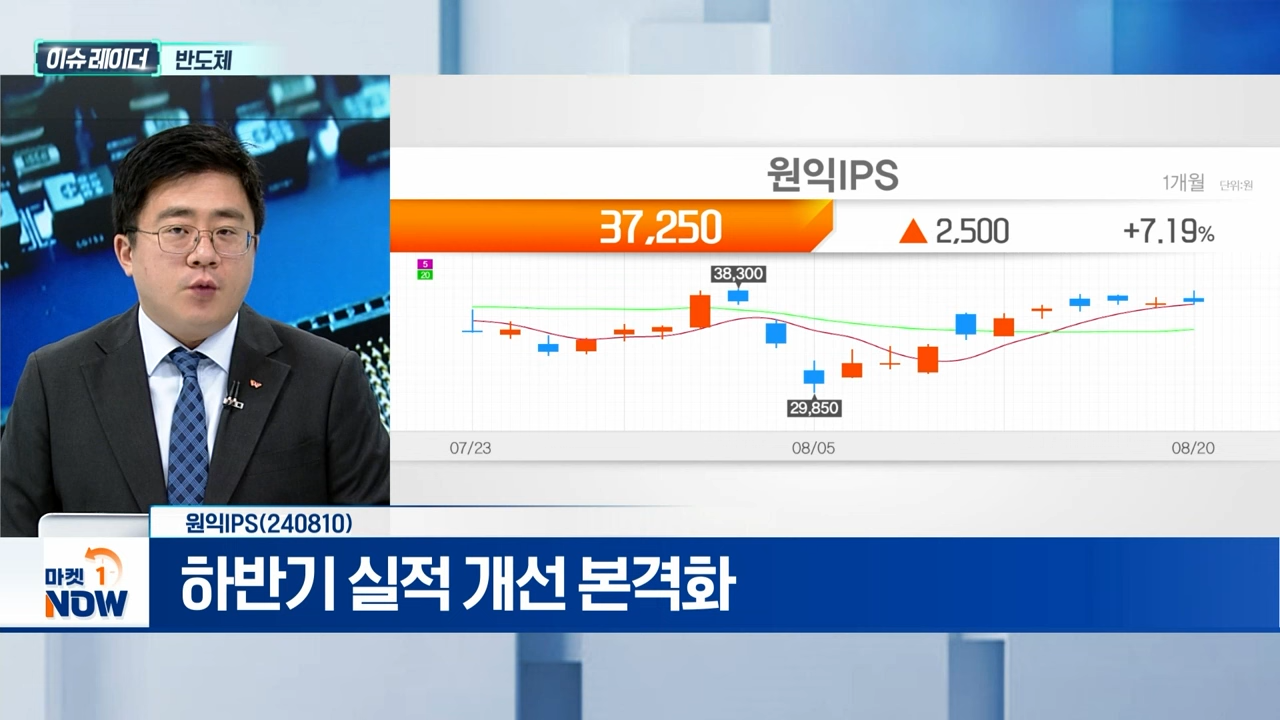 이슈 레이더 반도체
원익IPS
1개월 단위:원
37,250 ▲ 2,500 +7.19%
5
20
38,300
29,850
07/23 08/05 08/20
원익IPS(240810)
마켓 1
NOW
하반기 실적 개선 본격화